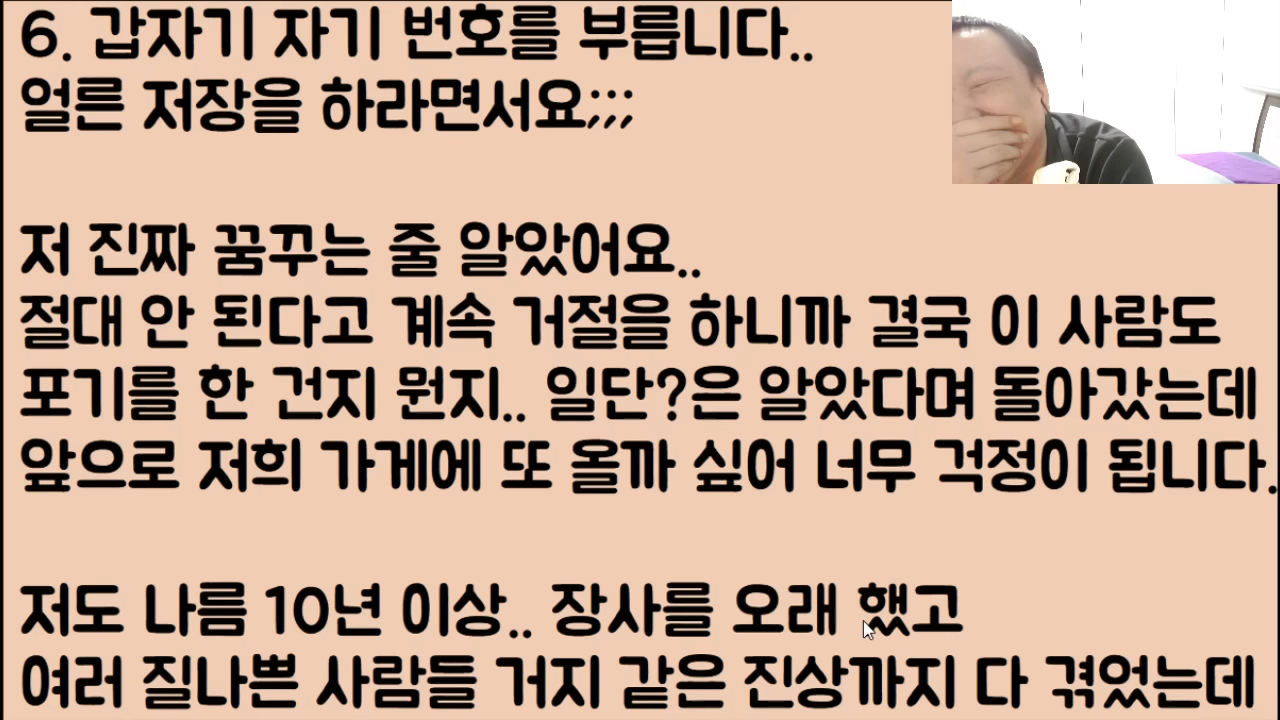 6. 갑자기 자기 번호를 부릅니다..
얼른 저장을 하라면서요;;;
저 진짜 꿈꾸는 줄 알았어요..
절대 안 된다고 계속 거절을 하니까 결국 이 사람도
포기를 한 건지 뭔지.. 일단?은 알았다며 돌아갔는데
앞으로 저희 가게에 또 올까 싶어 너무 걱정이 됩니다.
저도 나름 10년 이상.. 장사를 오래 했고
여러 질나쁜 사람들 거지 같은 진상까지 다 겪었는데